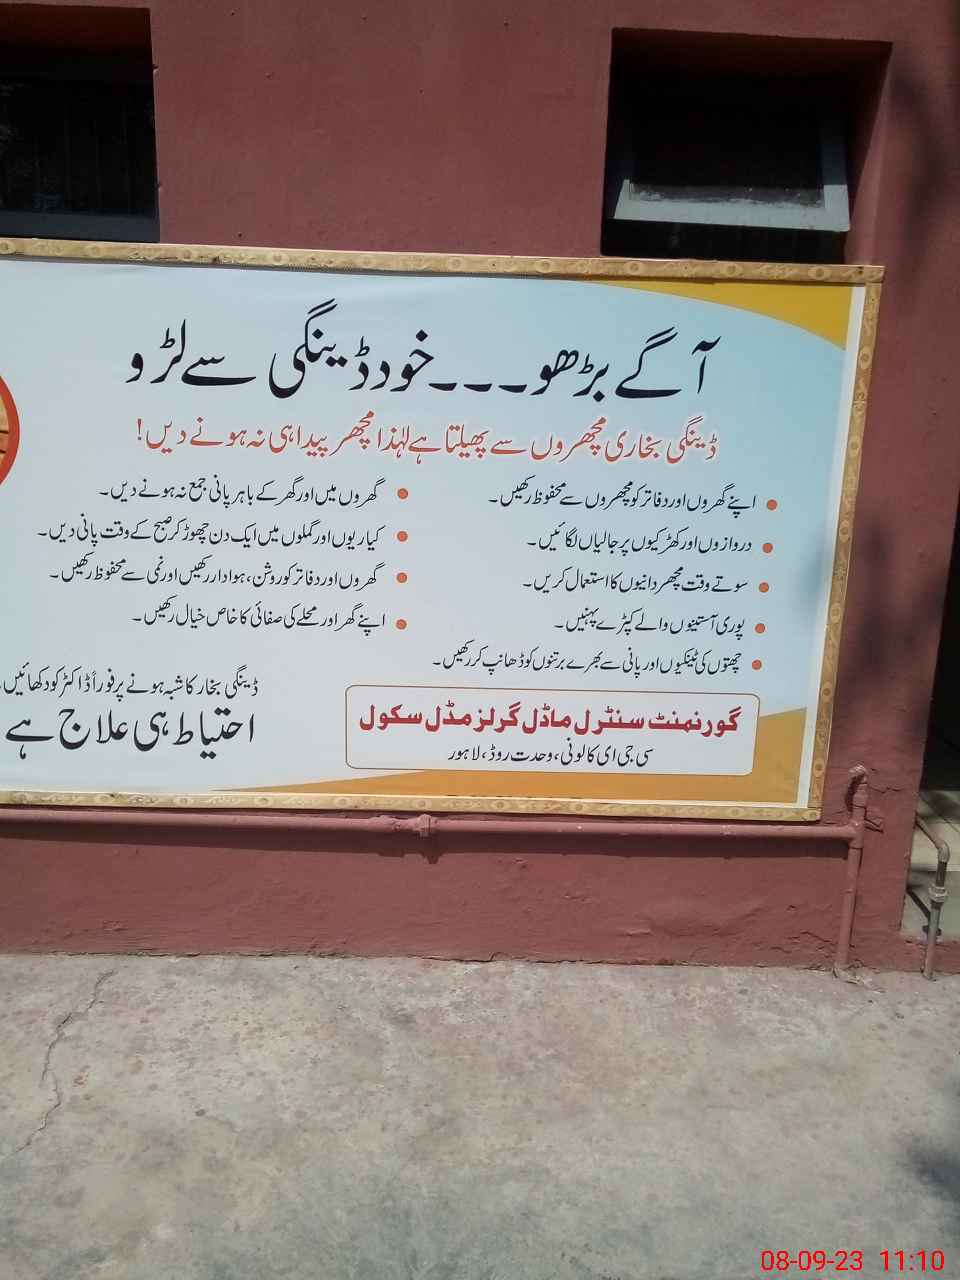 آگے بڑھو۔۔۔خود ڈینگی سے لڑو
ڈینگی بخاری مچھروں سے پھیلتا ہے لہٰذا مچھر پیدا ہی نہ ہونے دیں!
اپنے گھروں اور دفاتر کو مچھروں سے محفوظ رکھیں۔
دروازوں اور کھڑکیوں پر جالیاں لگائیں۔
سوتے وقت مچھر دانیوں کا استعمال کریں۔
پوری آستینوں والے کپڑے پہنیں۔
چھتوں کی ٹینکیوں اور پانی سے بھرے برتنوں کو ڈھانپ کر رکھیں۔
گھروں میں اور گھر کے باہر پانی جمع نہ ہونے دیں۔
کیاریوں اور گملوں میں ایک دن چھوڑ کر صبح کے وقت پانی دیں۔
گھروں اور دفاتر کو روشن، ہوادار رکھیں اور نمی سے محفوظ رکھیں۔
اپنے گھر اور محلے کی صفائی کا خاص خیال رکھیں۔
ڈینگی بخار کا شبہ ہونے پر فوراً ڈاکٹر کو دکھائیں۔
احتیاط ہی علاج ہے
گورنمنٹ سنٹرل ماڈل گرلز مڈل سکول
سی جی ای کالونی، وحدت روڈ، لاہور
08-09-23 11:10